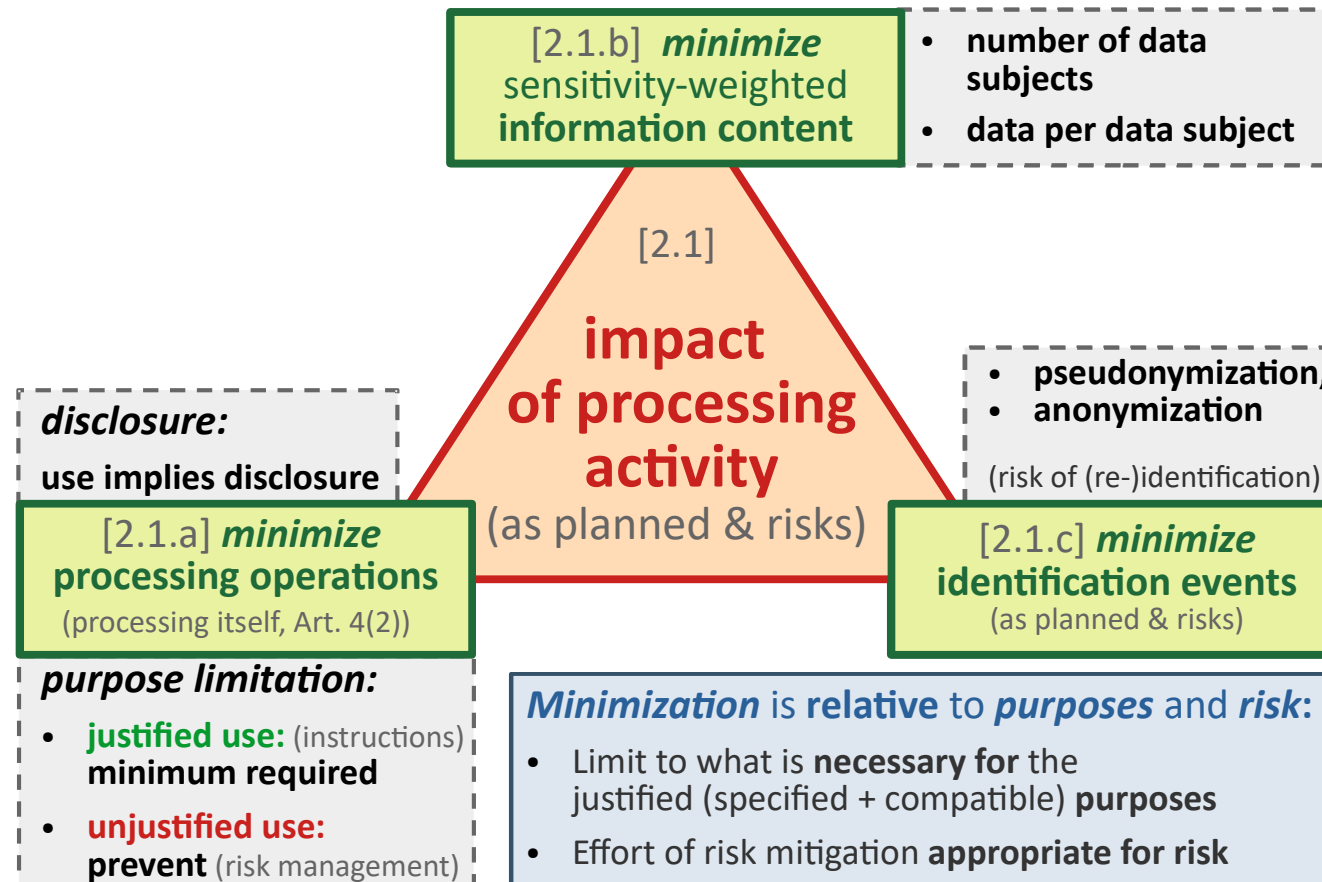 [2.1.b] minimize
sensitivity-weighted
information content
• number of data
subjects
• data per data subject
[2.1]
impact
of processing
activity
(as planned & risks)
disclosure:
use implies disclosure
[2.1.a] minimize
processing operations
(processing itself, Art. 4(2))
purpose limitation:
• justified use: (instructions)
minimum required
• unjustified use:
prevent (risk management)
• pseudonymization,
• anonymization
(risk of (re-)identification)
[2.1.c] minimize
identification events
(as planned & risks)
Minimization is relative to purposes and risk:
• Limit to what is necessary for the
justified (specified + compatible) purposes
• Effort of risk mitigation appropriate for risk